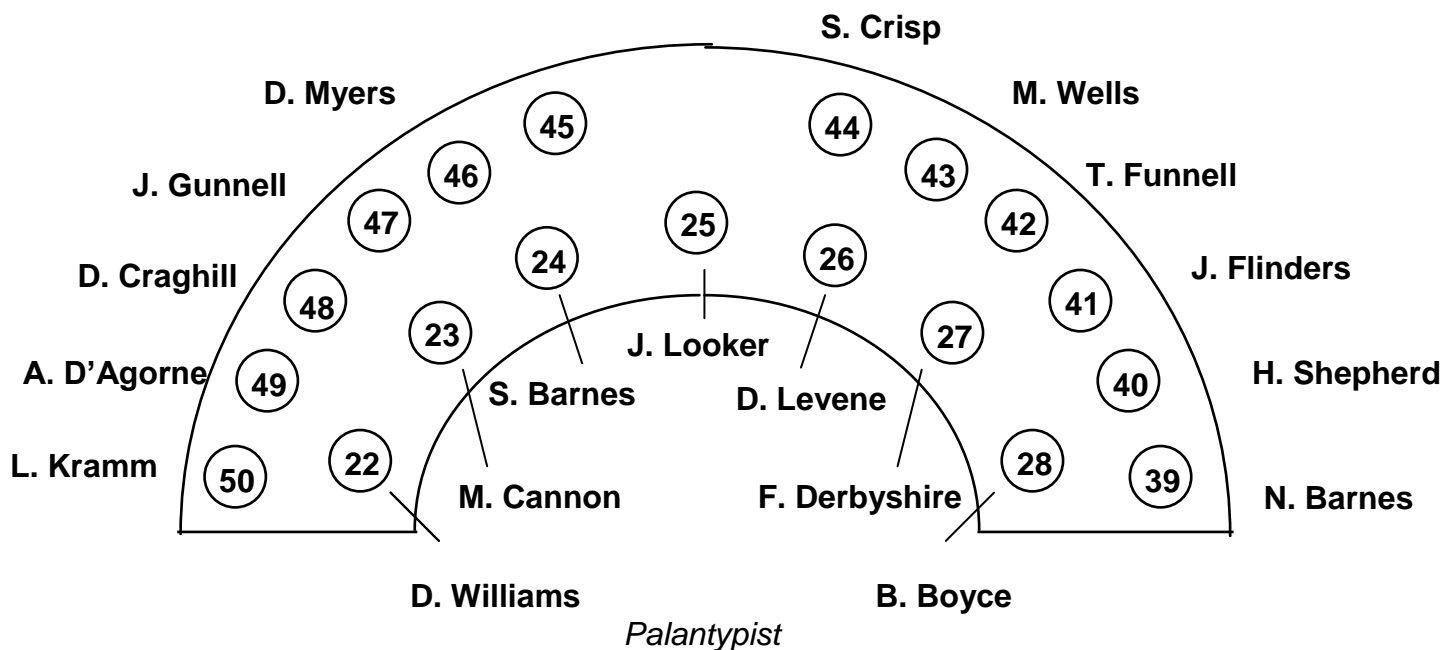 S. Crisp
D. Myers
M. Wells
45
44
J. Gunnell
46
43
T. Funnell
47
42
25
24
26
D. Craghill
J. Flinders
48
41
23
27
J. Looker
A. D'Agorne
49
S. Barnes
D. Levene
40
H. Shepherd
L. Kramm
50
22
M. Cannon
F. Derbyshire
28
39
N. Barnes
D. Williams
B. Boyce
Palantypist